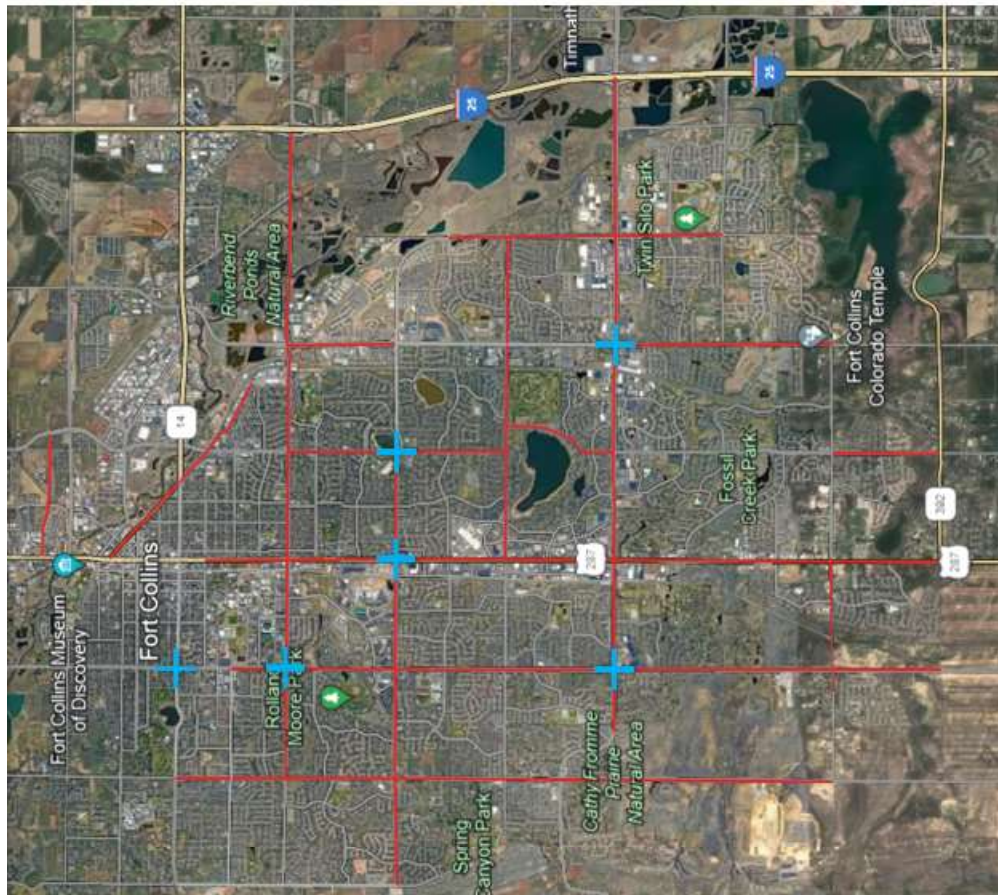 Timnath
25
25
Riverbend
Ponds
Natural Area
Twin Silo Park
14
Fort Collins
Colorado Temple
Fossil
Creek Park
392
287
287
Fort Collins
Fort Collins Museum
of Discovery
Rolland
Moore Park
Cathy Fromme
Prairie
Natural Area
Spring
Canyon Park